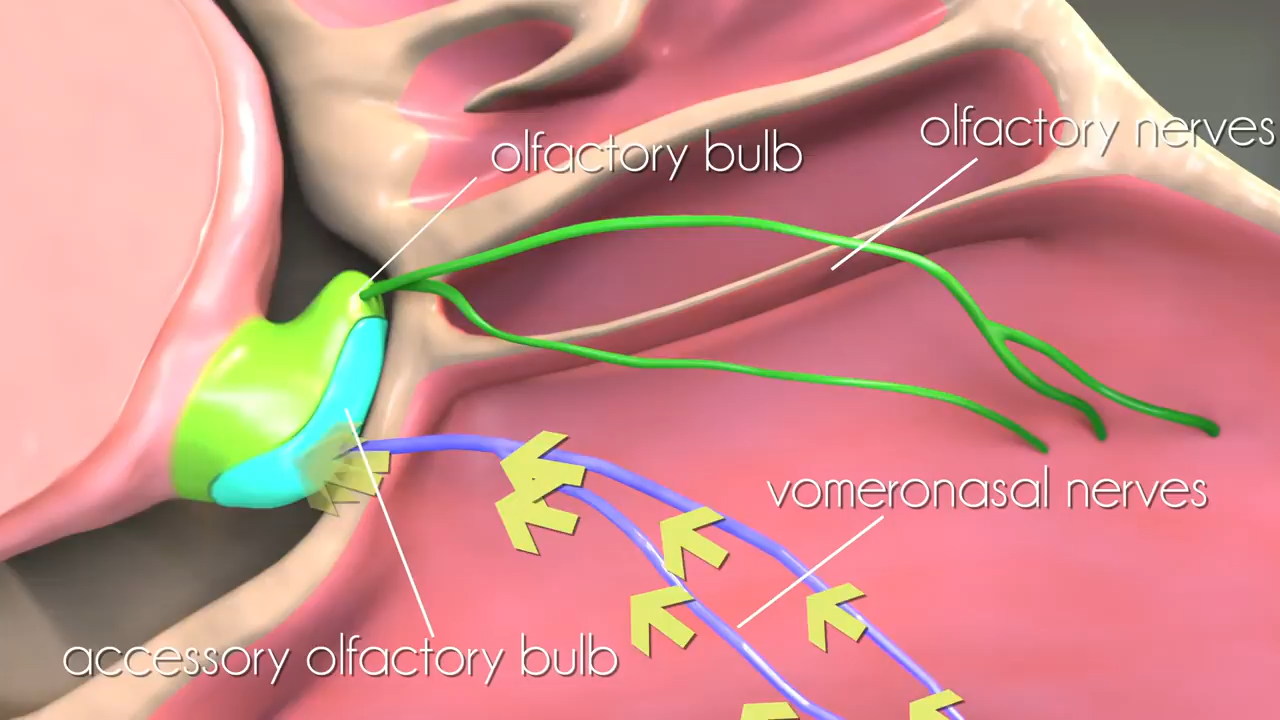 olfactory nerves
olfactory bulb
vomeronasal nerves
accessory olfactory bulb